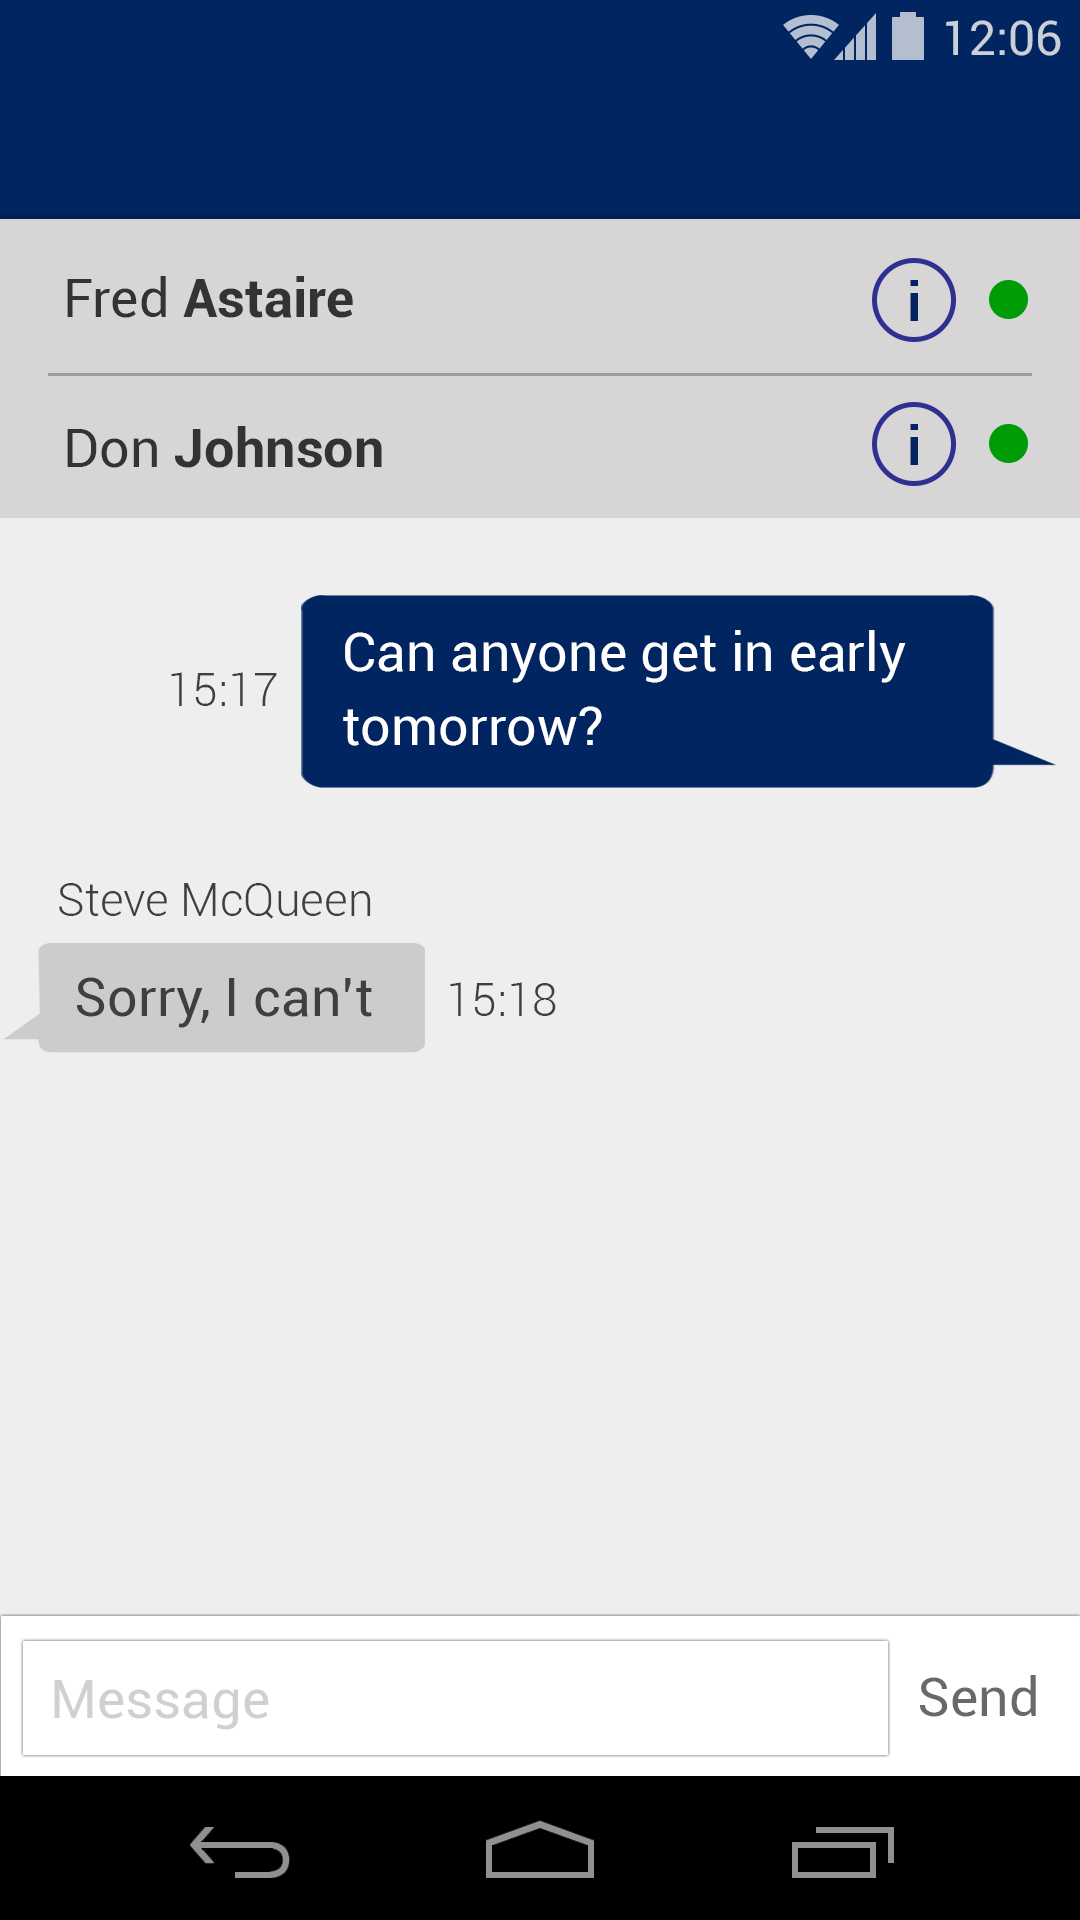 12:06
Fred Astaire
i
Don Johnson
i
Can anyone get in early
tomorrow?
15:17
Steve McQueen
Sorry, I can't
15:18
Message
Send